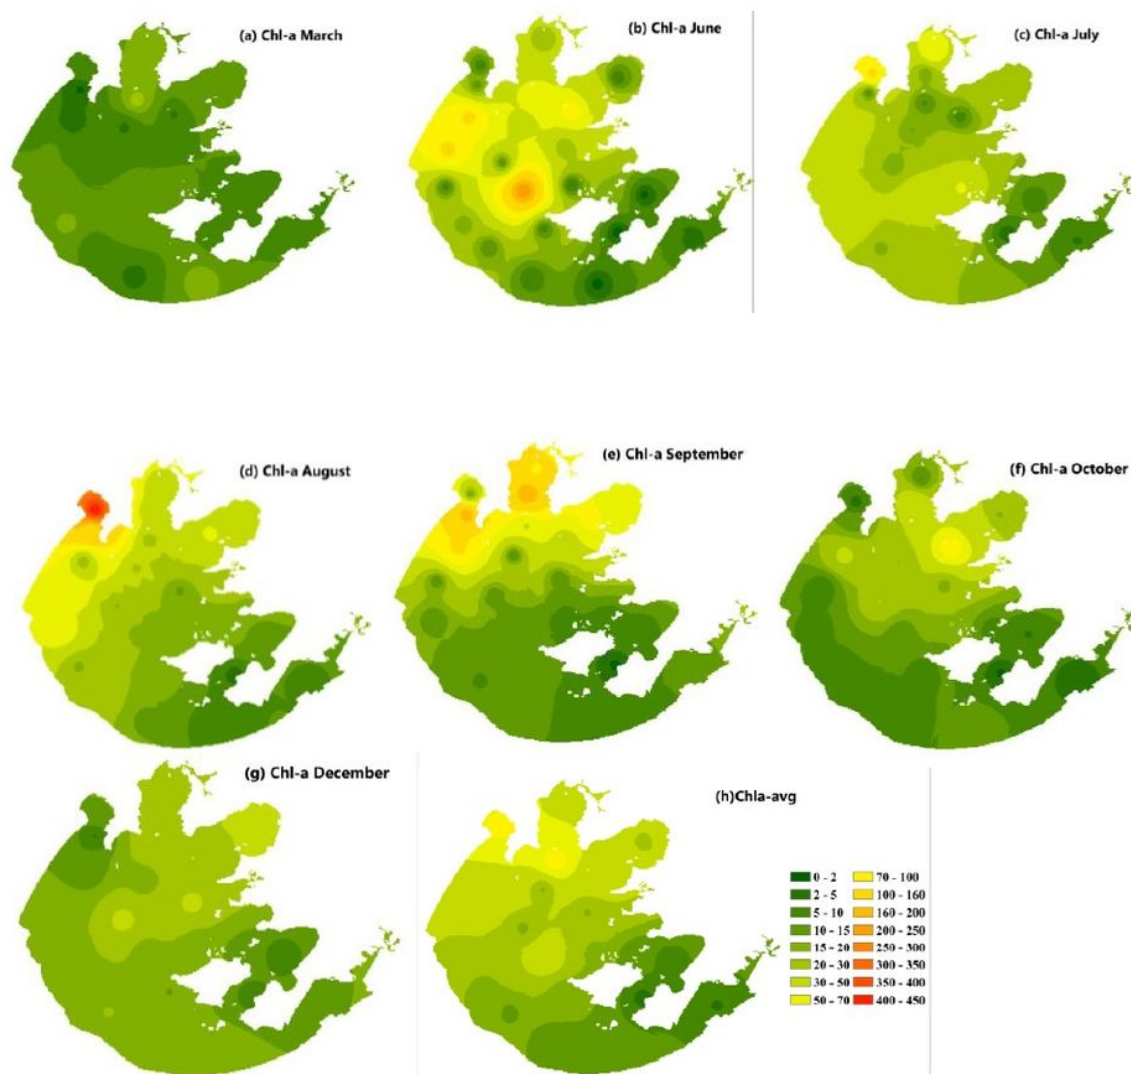 (a) Chl-a March
(b) Chl-a June
(c) Chl-a July
(d) Chl-a August
(e) Chl-a September
(f) Chl-a October
(g) Chl-a December
(h)Chla-avg
0 - 2
2 - 5
5 - 10
10 - 15
15 - 20
20 - 30
30 - 50
50 - 70
70 - 100
100 - 160
160 - 200
200 - 250
250 - 300
300 - 350
350 - 400
400 - 450